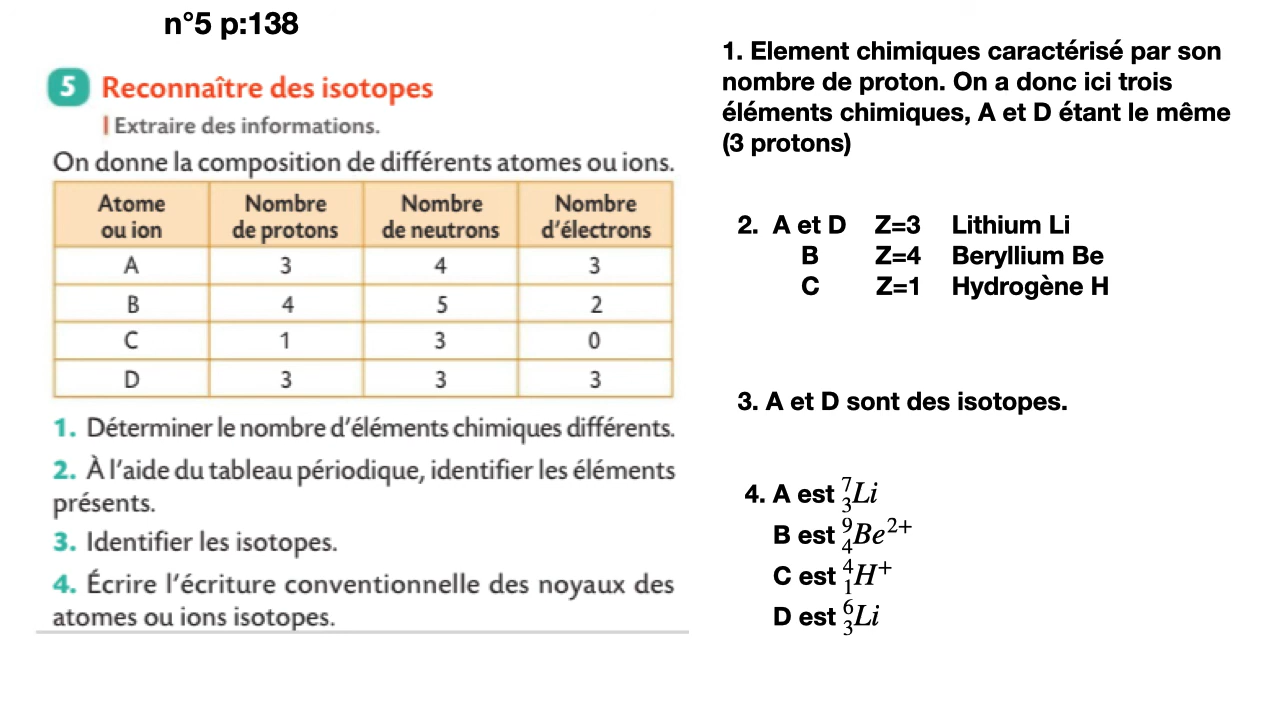 n°5 p:138
5 Reconnaître des isotopes
Extraire des informations.
On donne la composition de différents atomes ou ions.
Atome ou ion Nombre de protons Nombre de neutrons Nombre d'électrons
A 3 4 3
B 4 5 2
C 1 3 0
D 3 3 3
1. Déterminer le nombre d'éléments chimiques différents.
2. À l'aide du tableau périodique, identifier les éléments
présents.
3. Identifier les isotopes.
4. Écrire l'écriture conventionnelle des noyaux des
atomes ou ions isotopes.
1. Element chimiques caractérisé par son
nombre de proton. On a donc ici trois
éléments chimiques, A et D étant le même
(3 protons)
2. A et D Z=3 Lithium Li
B Z=4 Beryllium Be
C Z=1 Hydrogène H
3. A et D sont des isotopes.
4. A est ⁷₃Li
B est ⁹₄Be²⁺
C est ⁴₁H⁺
D est ⁶₃Li